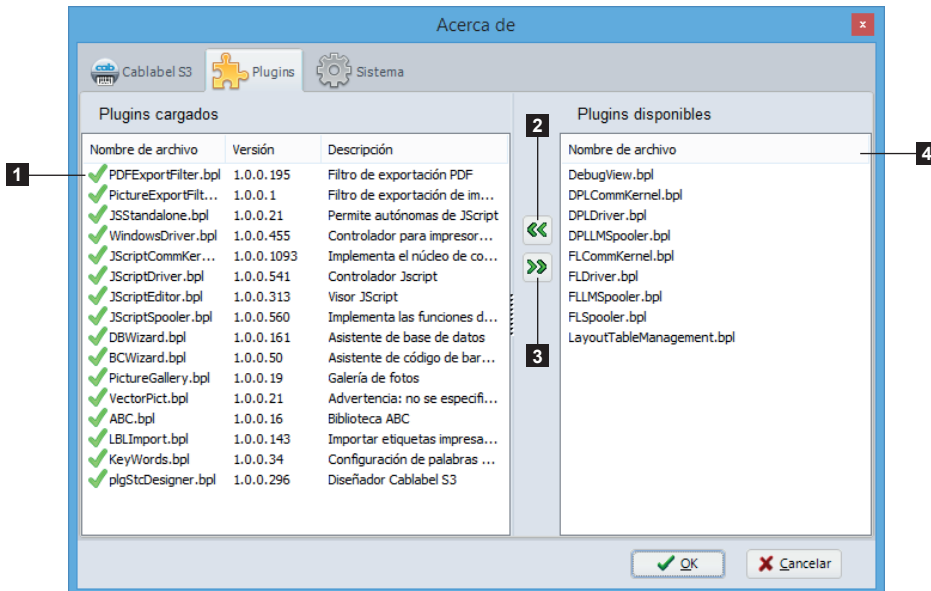 Acerca de
x
cab Cablabel S3 Plugins Sistema
Plugins cargados
Plugins disponibles
2
Nombre de archivo Versión Descripción
Nombre de archivo
4
1
PDFExportFilter.bpl 1.0.0.195 Filtro de exportación PDF
DebugView.bpl
PictureExportFilt... 1.0.0.1 Filtro de exportación de im...
DPLCommKernel.bpl
JSStandalone.bpl 1.0.0.21 Permite autónomas de JScript
DPLDriver.bpl
WindowsDriver.bpl 1.0.0.455 Controlador para impresor...
DPLLMSpooler.bpl
JScriptCommKer... 1.0.0.1093 Implementa el núcleo de co...
FLCommKernel.bpl
JScriptDriver.bpl 1.0.0.541 Controlador Jscript
FLDriver.bpl
JScriptEditor.bpl 1.0.0.313 Visor JScript
FLLMSpooler.bpl
JScriptSpooler.bpl 1.0.0.560 Implementa las funciones d...
FLSpooler.bpl
DBWizard.bpl 1.0.0.161 Asistente de base de datos
LayoutTableManagement.bpl
BCWizard.bpl 1.0.0.50 Asistente de código de bar...
3
PictureGallery.bpl 1.0.0.19 Galería de fotos
VectorPict.bpl 1.0.0.21 Advertencia: no se especifi...
ABC.bpl 1.0.0.16 Biblioteca ABC
LBLImport.bpl 1.0.0.143 Importar etiquetas impresa...
KeyWords.bpl 1.0.0.34 Configuración de palabras ...
plgStcDesigner.bpl 1.0.0.296 Diseñador Cablabel S3
OK Cancelar